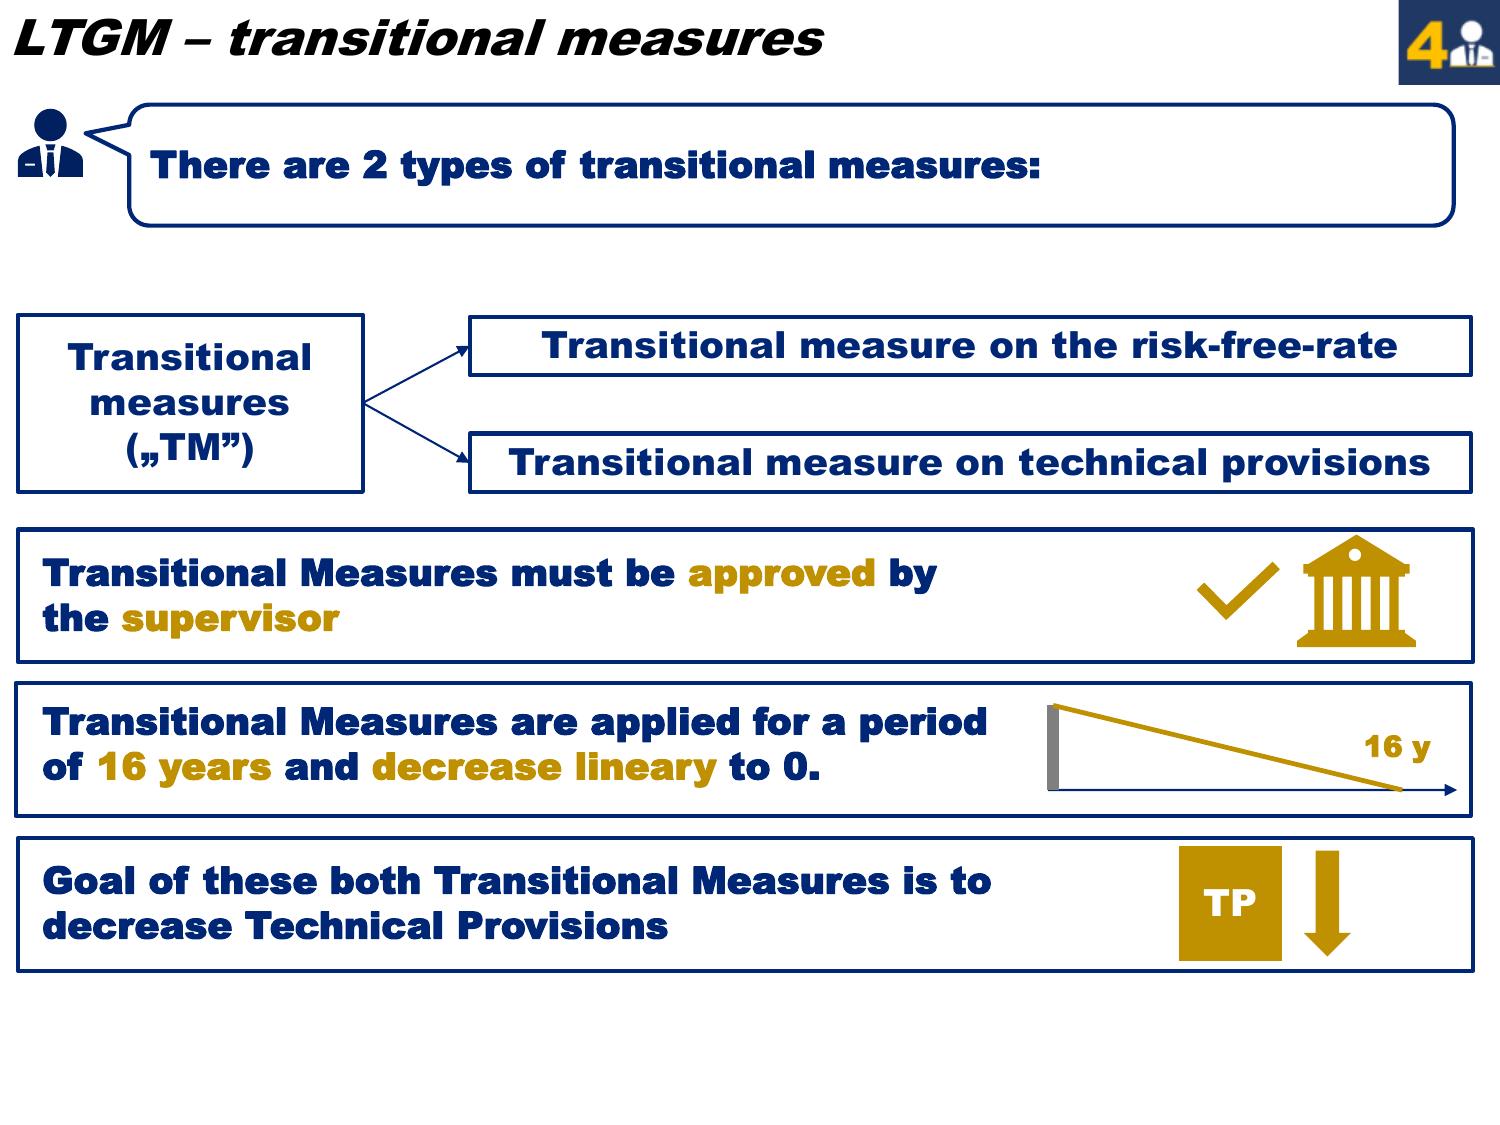 LTGM – transitional measures
4
There are 2 types of transitional measures:
Transitional
measures
(„TM”)
Transitional measure on the risk-free-rate
Transitional measure on technical provisions
Transitional Measures must be approved by
the supervisor
Transitional Measures are applied for a period
of 16 years and decrease lineary to 0.
16 y
Goal of these both Transitional Measures is to
decrease Technical Provisions
TP